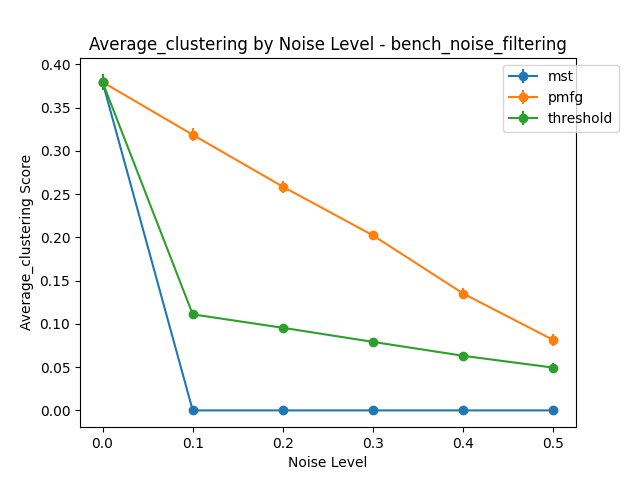 Average_clustering by Noise Level - bench_noise_filtering
mst
pmfg
threshold
Average_clustering Score
0.40
0.35
0.30
0.25
0.20
0.15
0.10
0.05
0.00
0.0 0.1 0.2 0.3 0.4 0.5
Noise Level